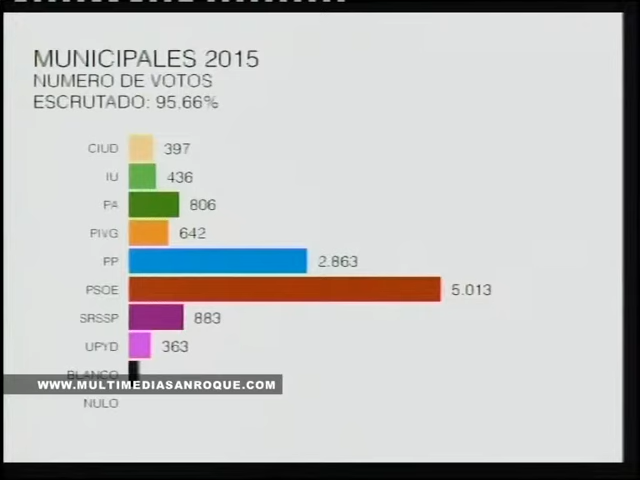 MUNICIPALES 2015
NUMERO DE VOTOS
ESCRUTADO: 95.66%
CIUD 397
IU 436
PA 806
PIVG 642
PP 2.863
PSOE 5.013
SRSSP 883
UPYD 363
BLANCO
WWW.MULTIMEDIASANROQUE.COM
NULO